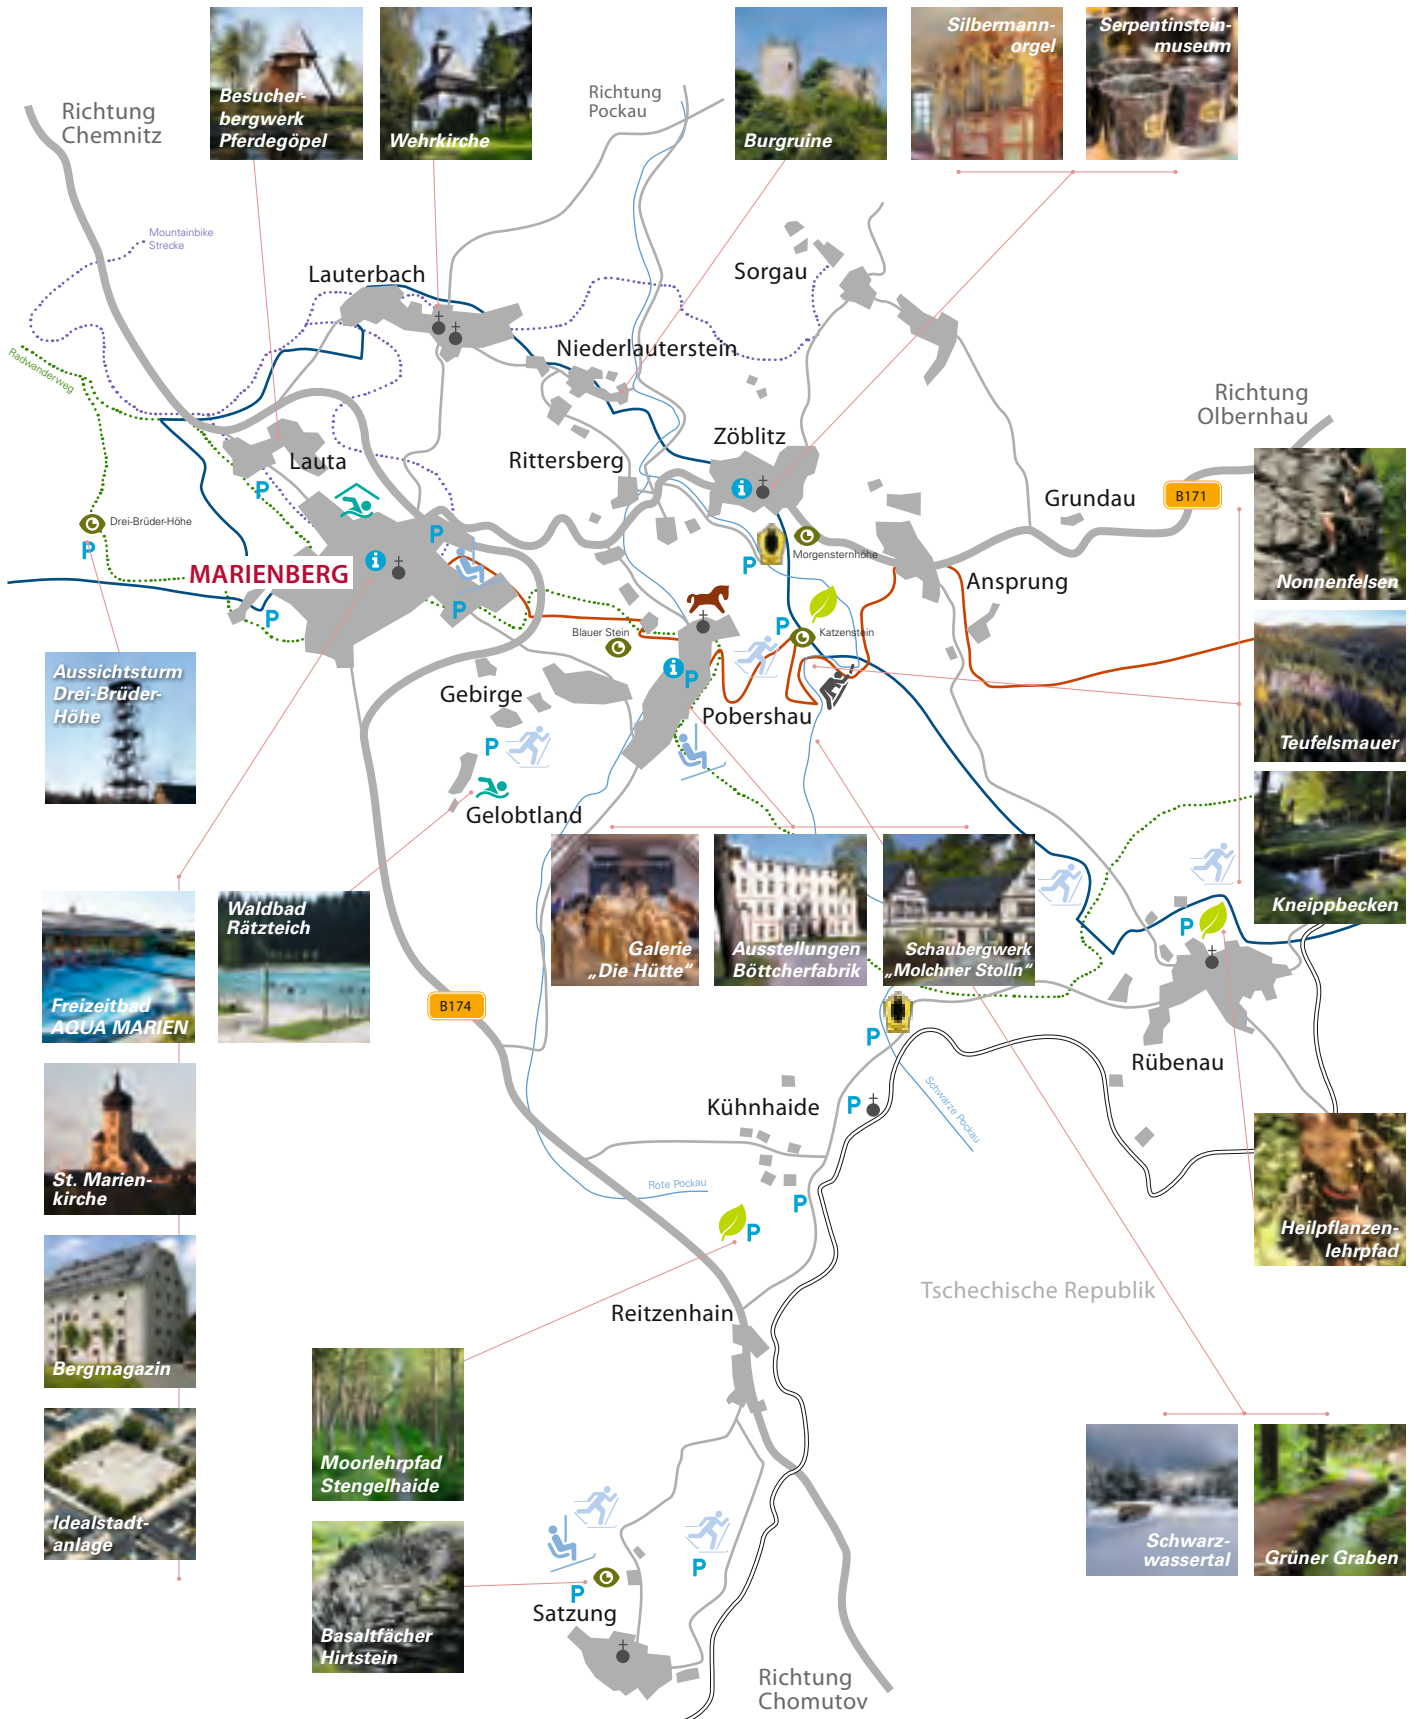 Besucher-
bergwerk
Pferdegöpel
Wehrkirche
Burgruine
Silbermann-
orgel
Serpentinstein-
museum
Richtung
Chemnitz
Richtung
Pockau
Mountainbike
Strecke
Lauterbach
Sorgau
Niederlauterstein
Radwanderweg
Richtung
Olbernhau
Zöblitz
Rittersberg
Lauta
P
Grundau
B171
Nonnenfelsen
Drei-Brüder-Höhe
P
P
Morgensternhöhe
P
MARIENBERG
Ansprung
P
P
Blauer Stein
P
Katzenstein
P
Aussichtsturm
Drei-Brüder-
Höhe
Gebirge
Pobershau
Teufelsmauer
P
Gelobtland
Waldbad
Rätzteich
Galerie
„Die Hütte“
Ausstellungen
Böttcherfabrik
Schaubergwerk
„Molchner Stolln“
Kneippbecken
P
Freizeitbad
AQUA MARIEN
B174
P
Rübenau
Schwarze Pockau
Kühnhaide
P
St. Marien-
kirche
Rote Pockau
P
P
Heilpflanzen-
lehrpfad
Tschechische Republik
Reitzenhain
Bergmagazin
Moorlehrpfad
Stengelhaide
Idealstadt-
anlage
Schwarz-
wassertal
Grüner Graben
P
P
Satzung
Basaltfächer
Hirtstein
Richtung
Chomutov